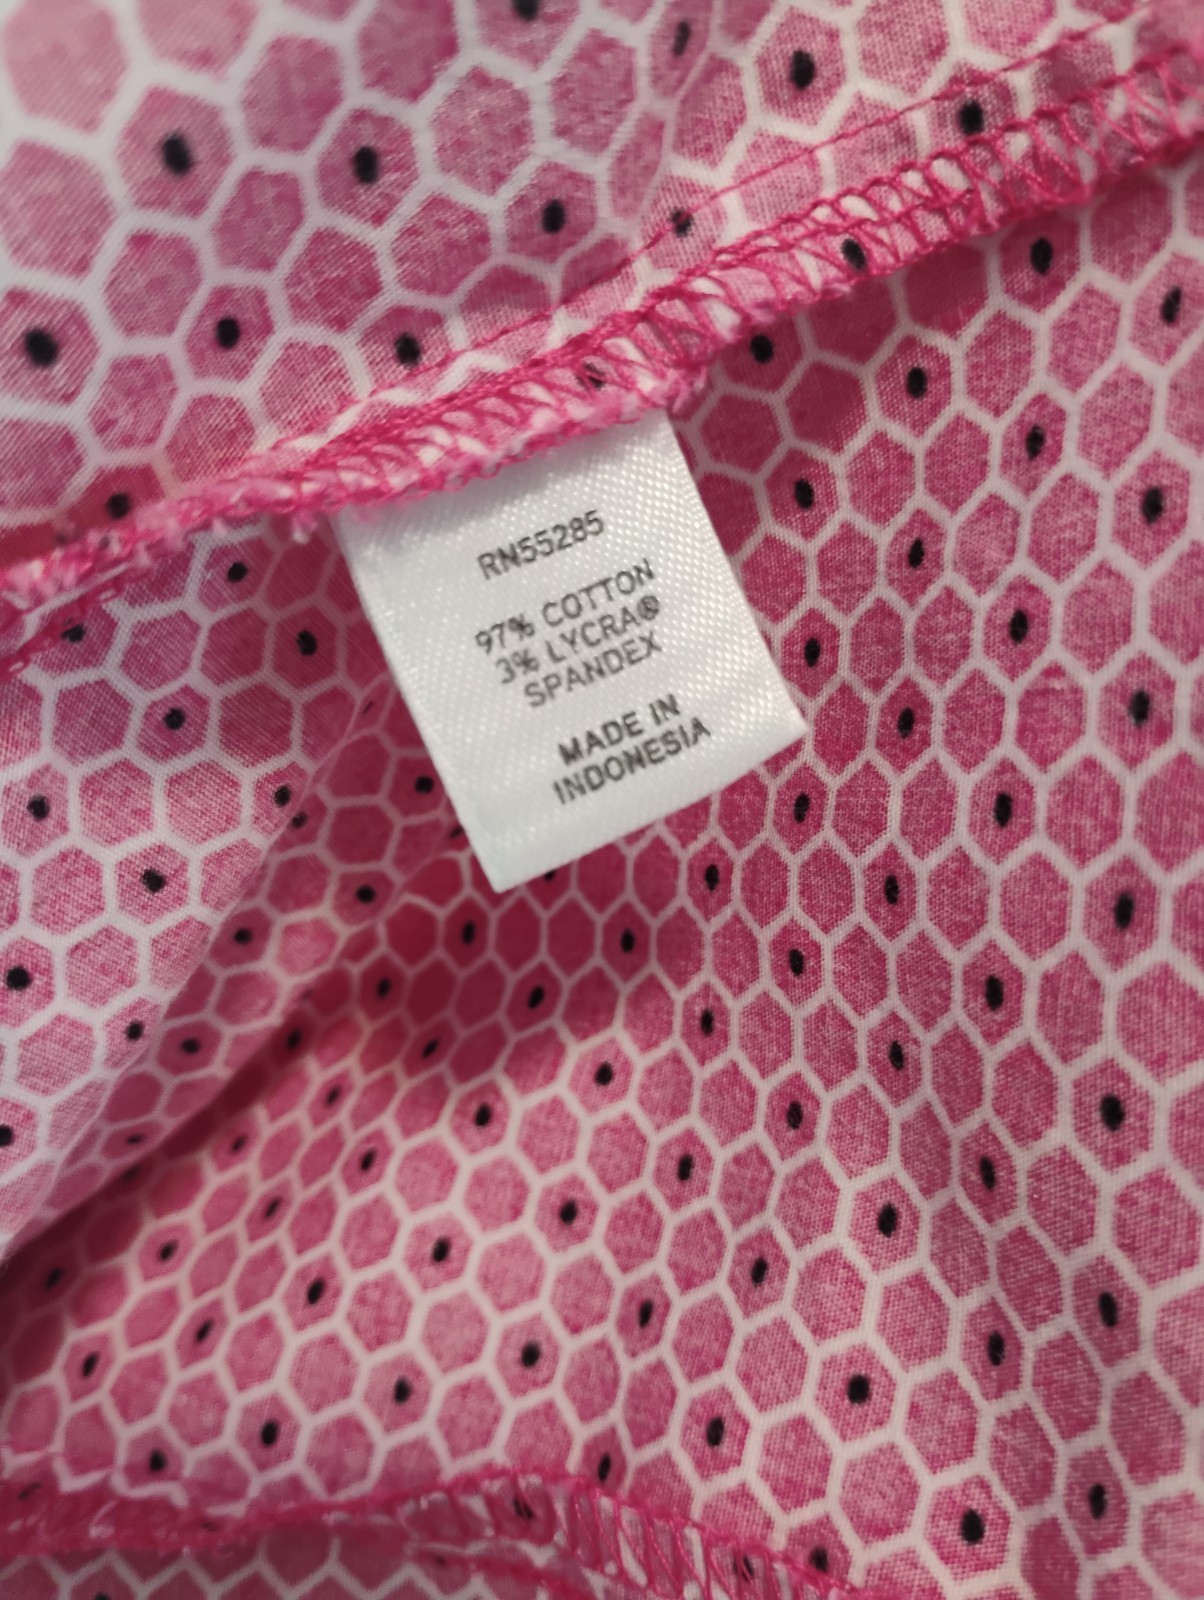 RN55285
97% COTTON
3% LYCRA®
SPANDEX
MADE IN
INDONESIA